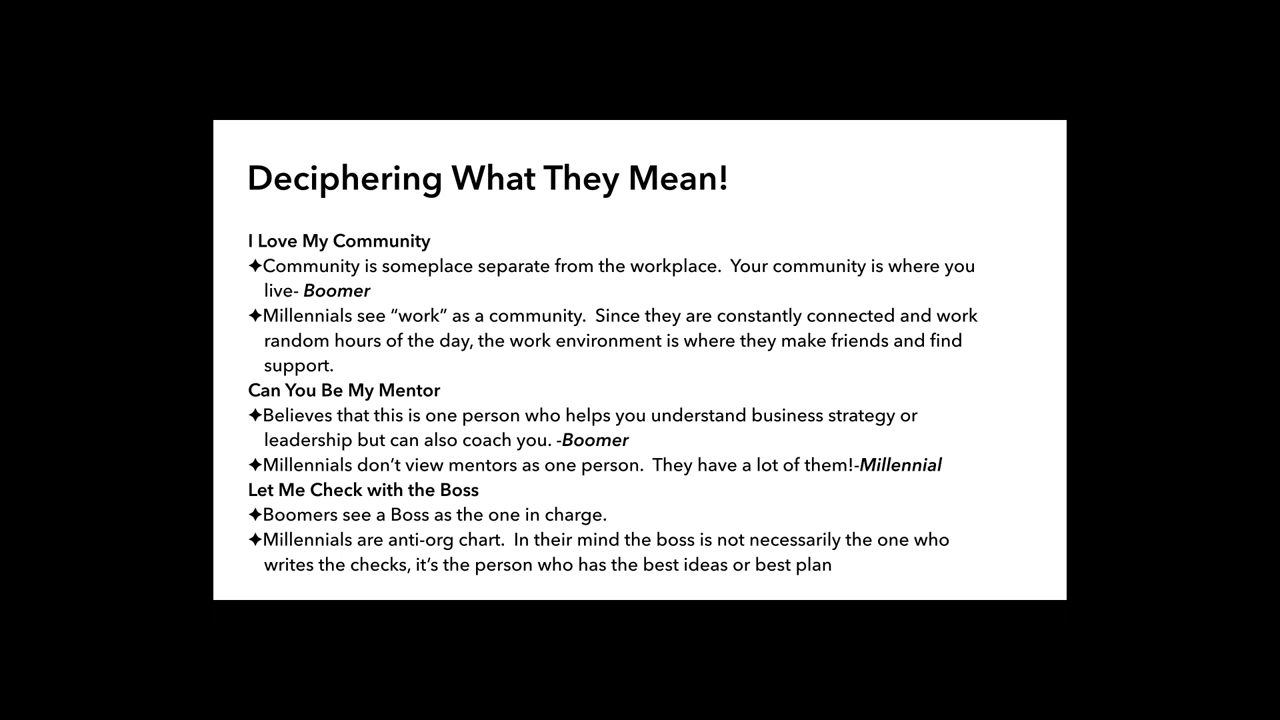 Deciphering What They Mean!
I Love My Community
✦Community is someplace separate from the workplace.  Your community is where you
live- Boomer
✦Millennials see “work” as a community.  Since they are constantly connected and work
random hours of the day, the work environment is where they make friends and find
support.
Can You Be My Mentor
✦Believes that this is one person who helps you understand business strategy or
leadership but can also coach you. -Boomer
✦Millennials don’t view mentors as one person.  They have a lot of them!-Millennial
Let Me Check with the Boss
✦Boomers see a Boss as the one in charge.
✦Millennials are anti-org chart.  In their mind the boss is not necessarily the one who
writes the checks, it’s the person who has the best ideas or best plan